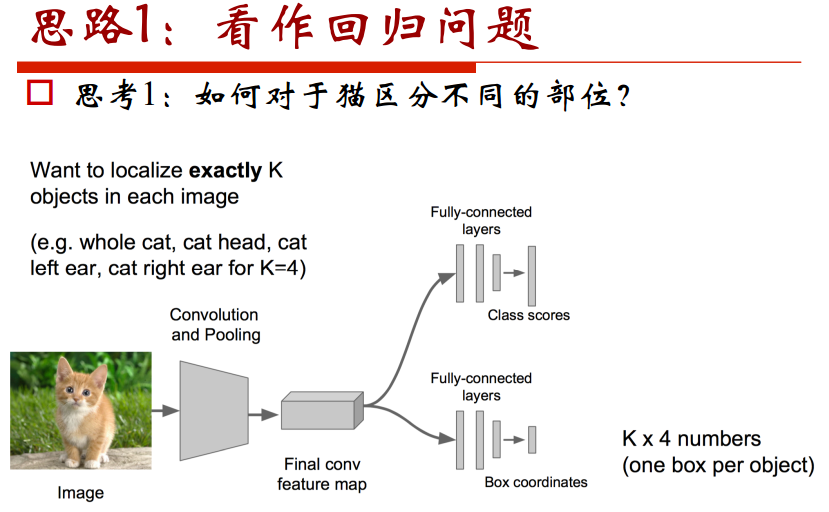 思路1：看作回归问题
思考1：如何对于猫区分不同的部位？
Want to localize exactly K
objects in each image
(e.g. whole cat, cat head, cat
left ear, cat right ear for K=4)
Fully-connected
layers
Class scores
Convolution
and Pooling
Fully-connected
layers
Box coordinates
K x 4 numbers
(one box per object)
Final conv
feature map
Image